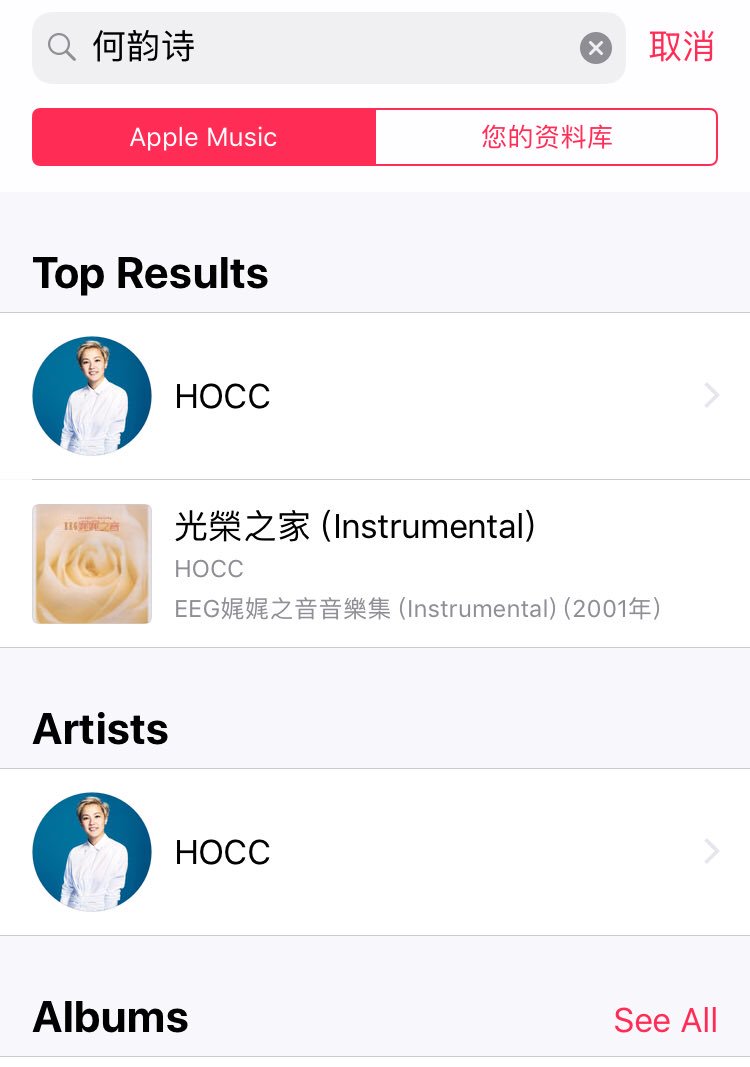 何韵诗
取消
Apple Music
您的资料库
Top Results
HOCC
光榮之家 (Instrumental)
HOCC
EEG娓娓之音音樂集 (Instrumental) (2001年)
Artists
HOCC
Albums
See All